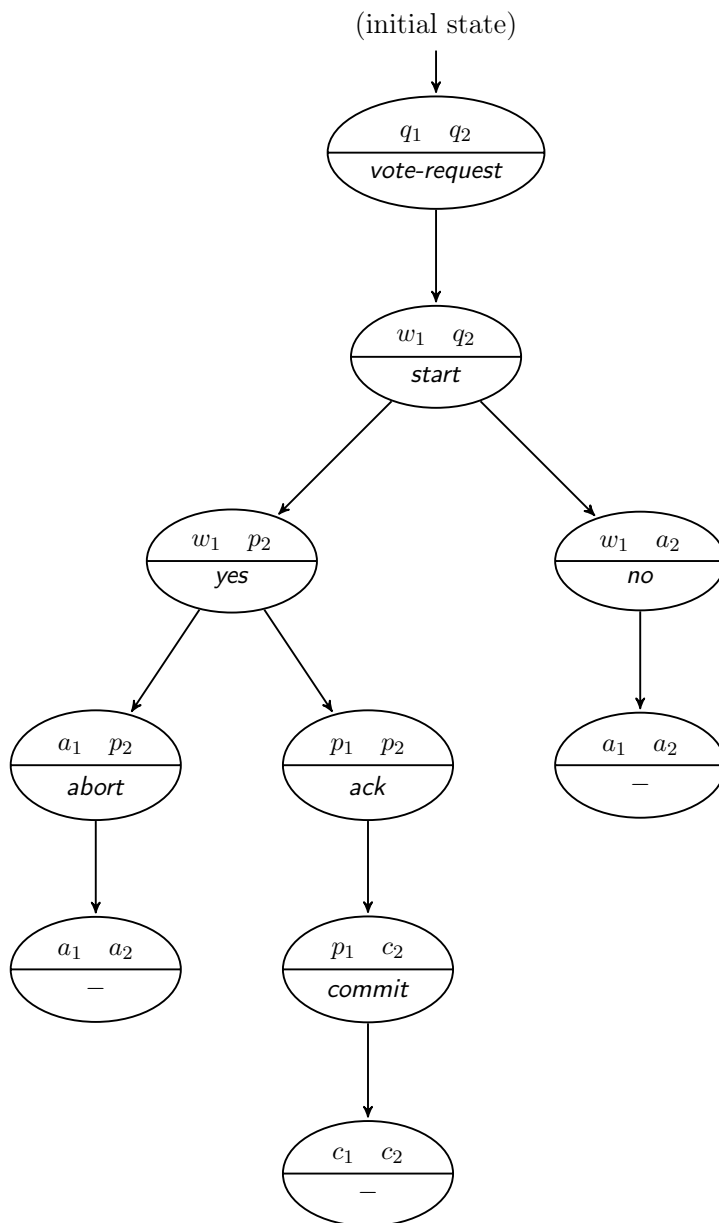 (initial state)
q₁ q₂
vote-request
w₁ q₂
start
w₁ p₂
yes
w₁ a₂
no
a₁ p₂
abort
p₁ p₂
ack
a₁ a₂
–
a₁ a₂
–
p₁ c₂
commit
c₁ c₂
–